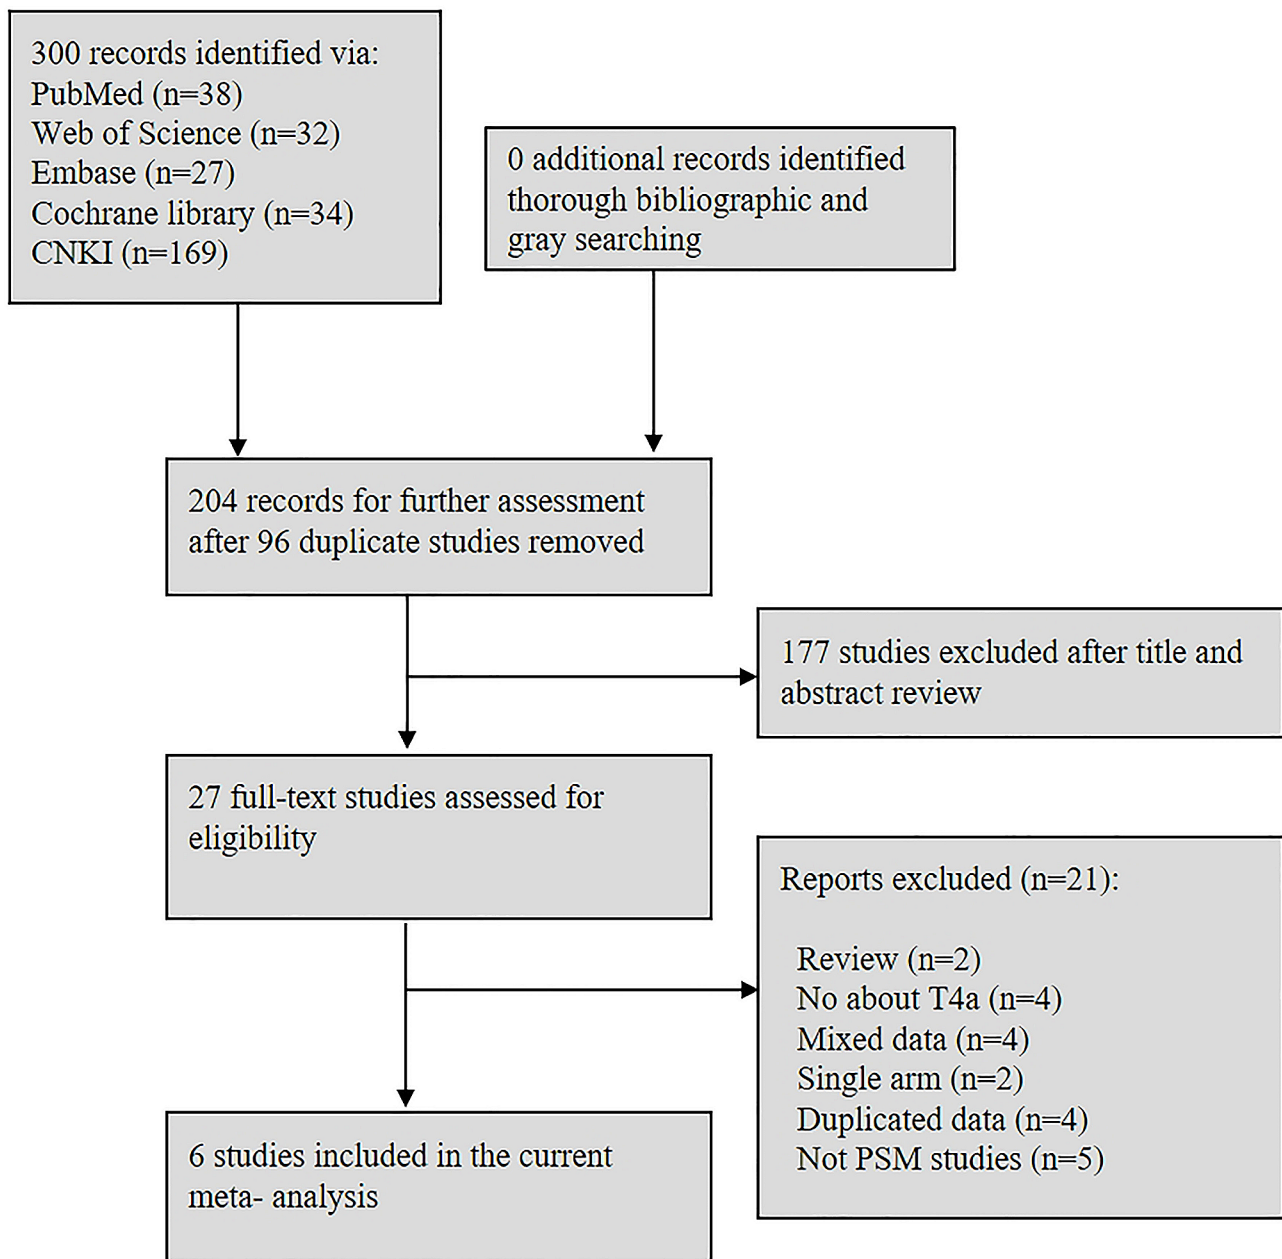 300 records identified via:
PubMed (n=38)
Web of Science (n=32)
Embase (n=27)
Cochrane library (n=34)
CNKI (n=169)
0 additional records identified
thorough bibliographic and
gray searching
204 records for further assessment
after 96 duplicate studies removed
177 studies excluded after title and
abstract review
27 full-text studies assessed for
eligibility
Reports excluded (n=21):
Review (n=2)
No about T4a (n=4)
Mixed data (n=4)
Single arm (n=2)
Duplicated data (n=4)
Not PSM studies (n=5)
6 studies included in the current
meta- analysis